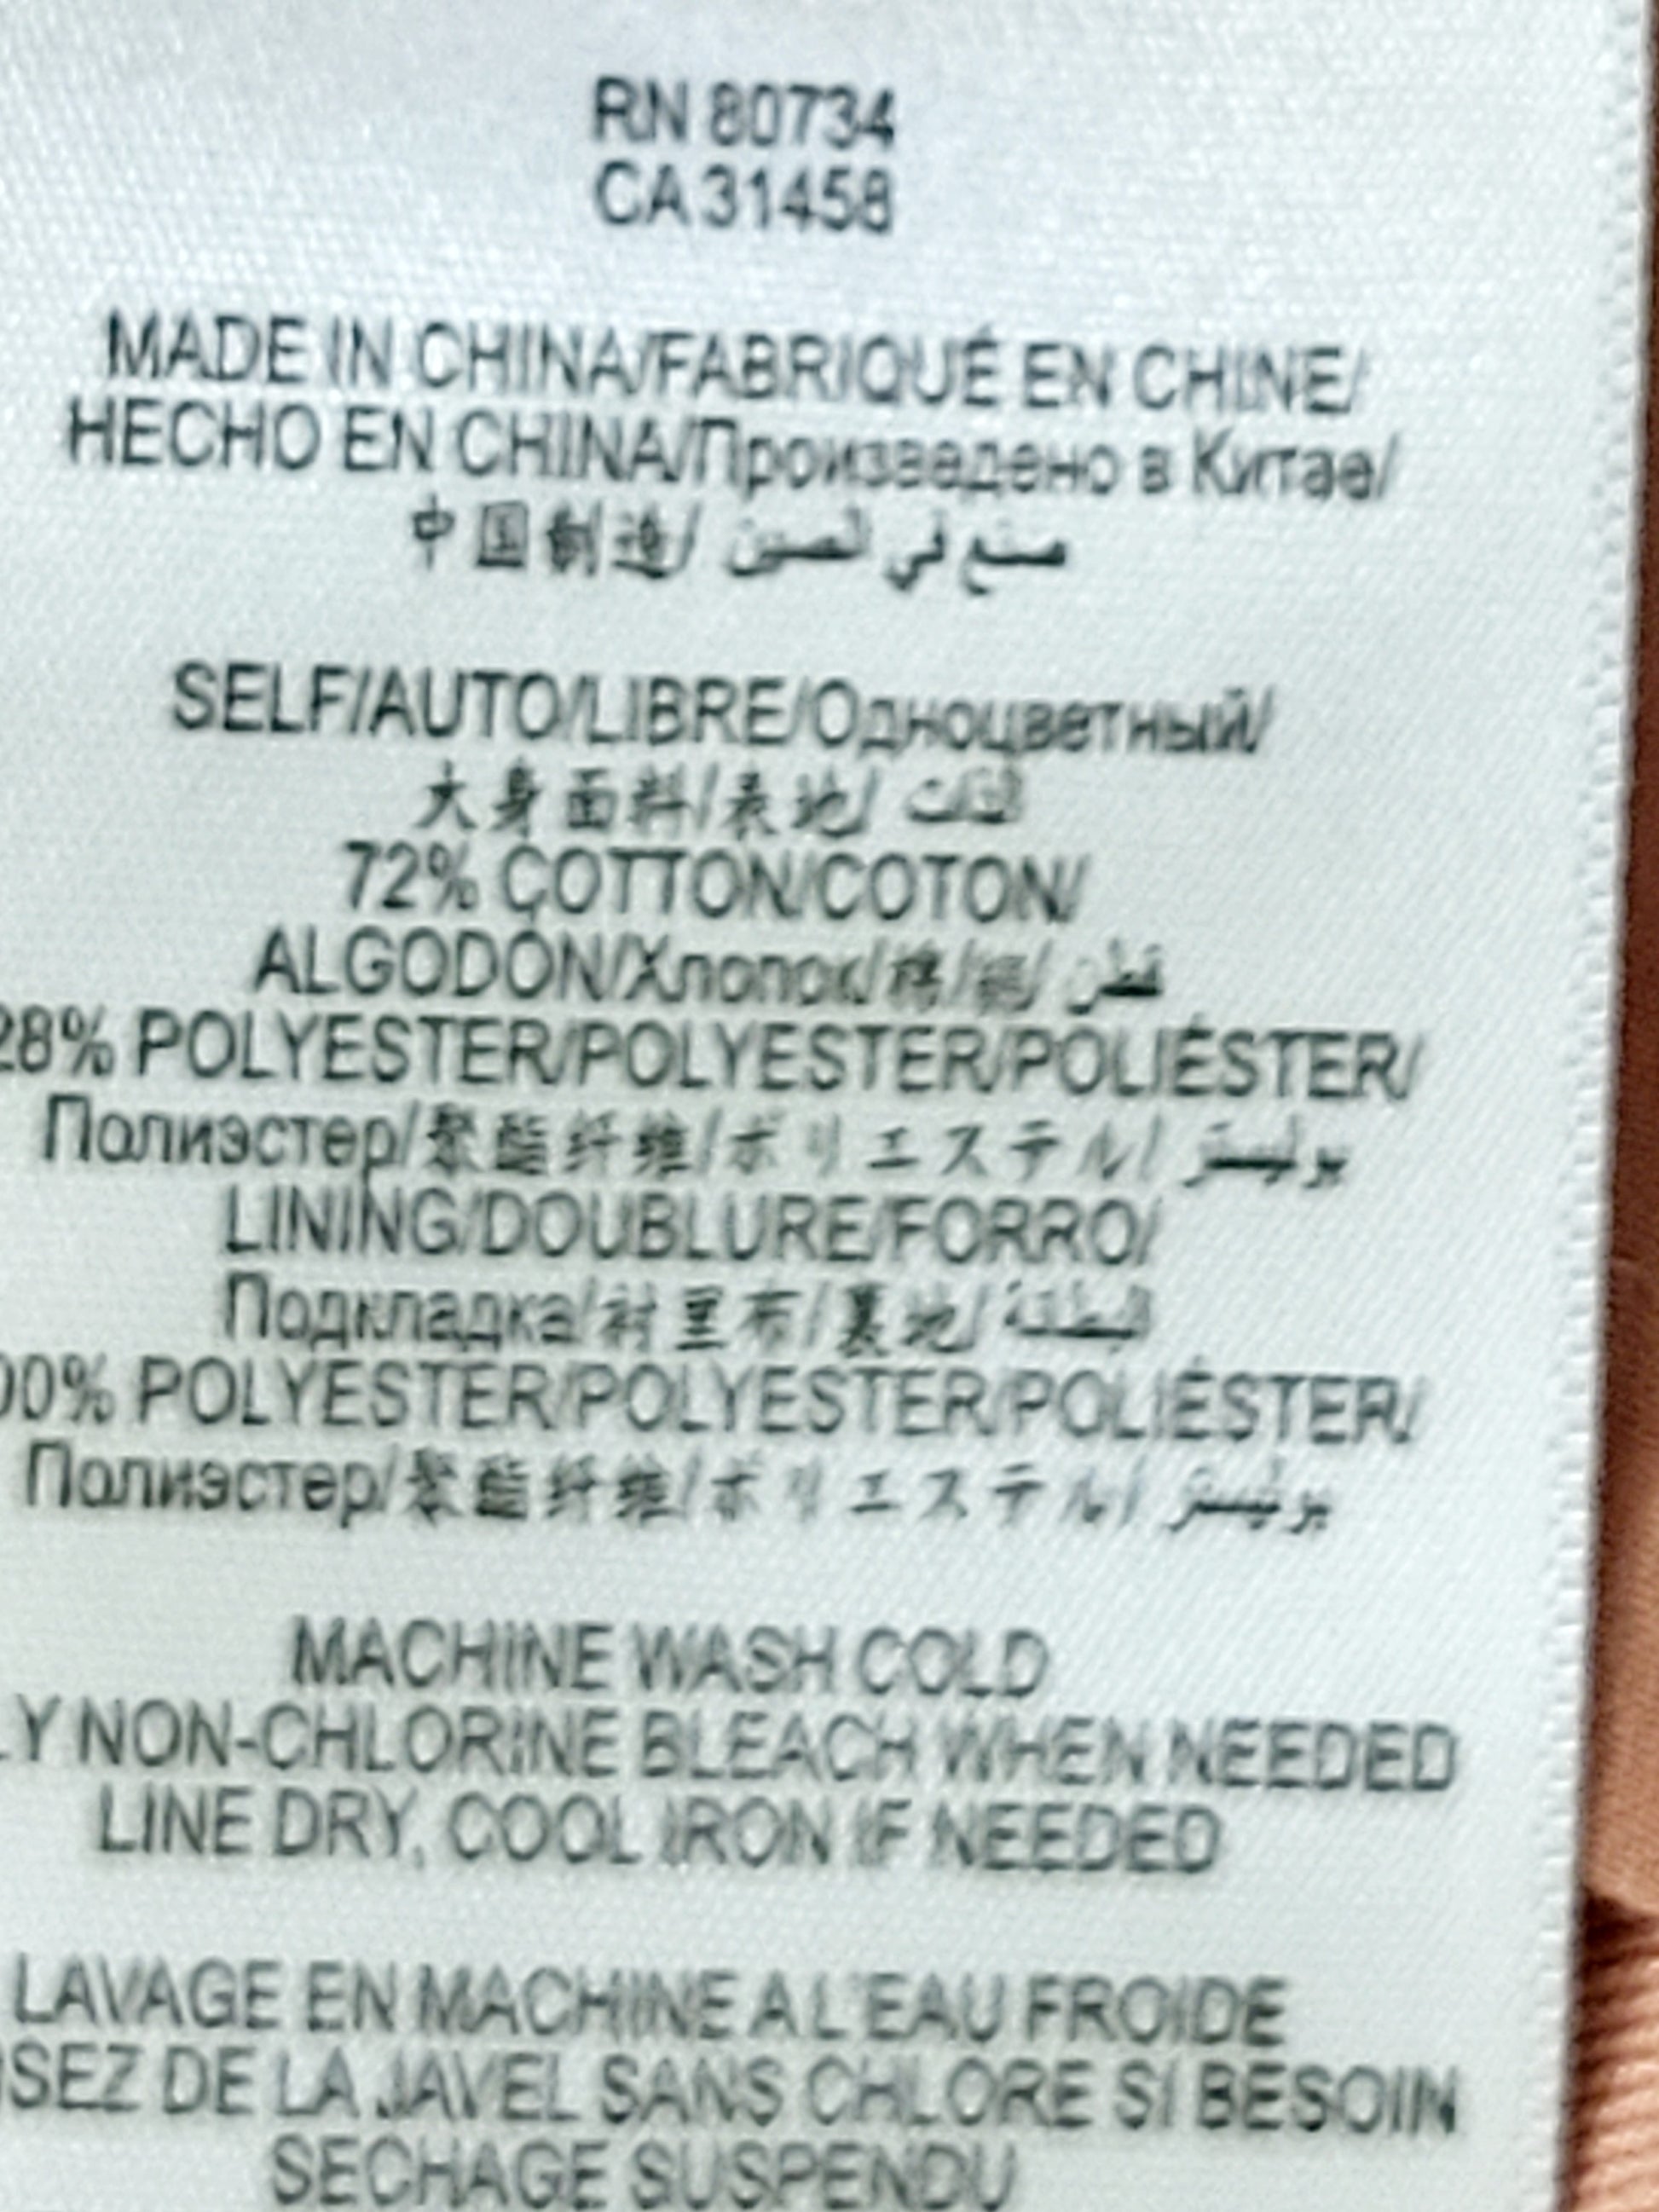 RN 80734
CA 31458
MADE IN CHINA/FABRIQUÉ EN CHINE/
HECHO EN CHINA/Произведено в Китае/
中国制造/ صنع في الصين
SELF/AUTO/LIBRE/Одноцветный/
大身面料/表地/ الذات
72% COTTON/COTON/
ALGODÓN/Хлопок/棉/綿/ قطن
28% POLYESTER/POLYESTER/POLIÉSTER/
Полиэстер/聚酯纤维/ポリエステル/ بوليستر
LINING/DOUBLURE/FORRO/
Подкладка/衬里布/裏地/ البطانة
00% POLYESTER/POLYESTER/POLIÉSTER/
Полиэстер/聚酯纤维/ポリエステル/ بوليستر
MACHINE WASH COLD
LY NON-CHLORINE BLEACH WHEN NEEDED
LINE DRY, COOL IRON IF NEEDED
LAVAGE EN MACHINE A L'EAU FROIDE
ISEZ DE LA JAVEL SANS CHLORE SI BESOIN
SECHAGE SUSPENDU